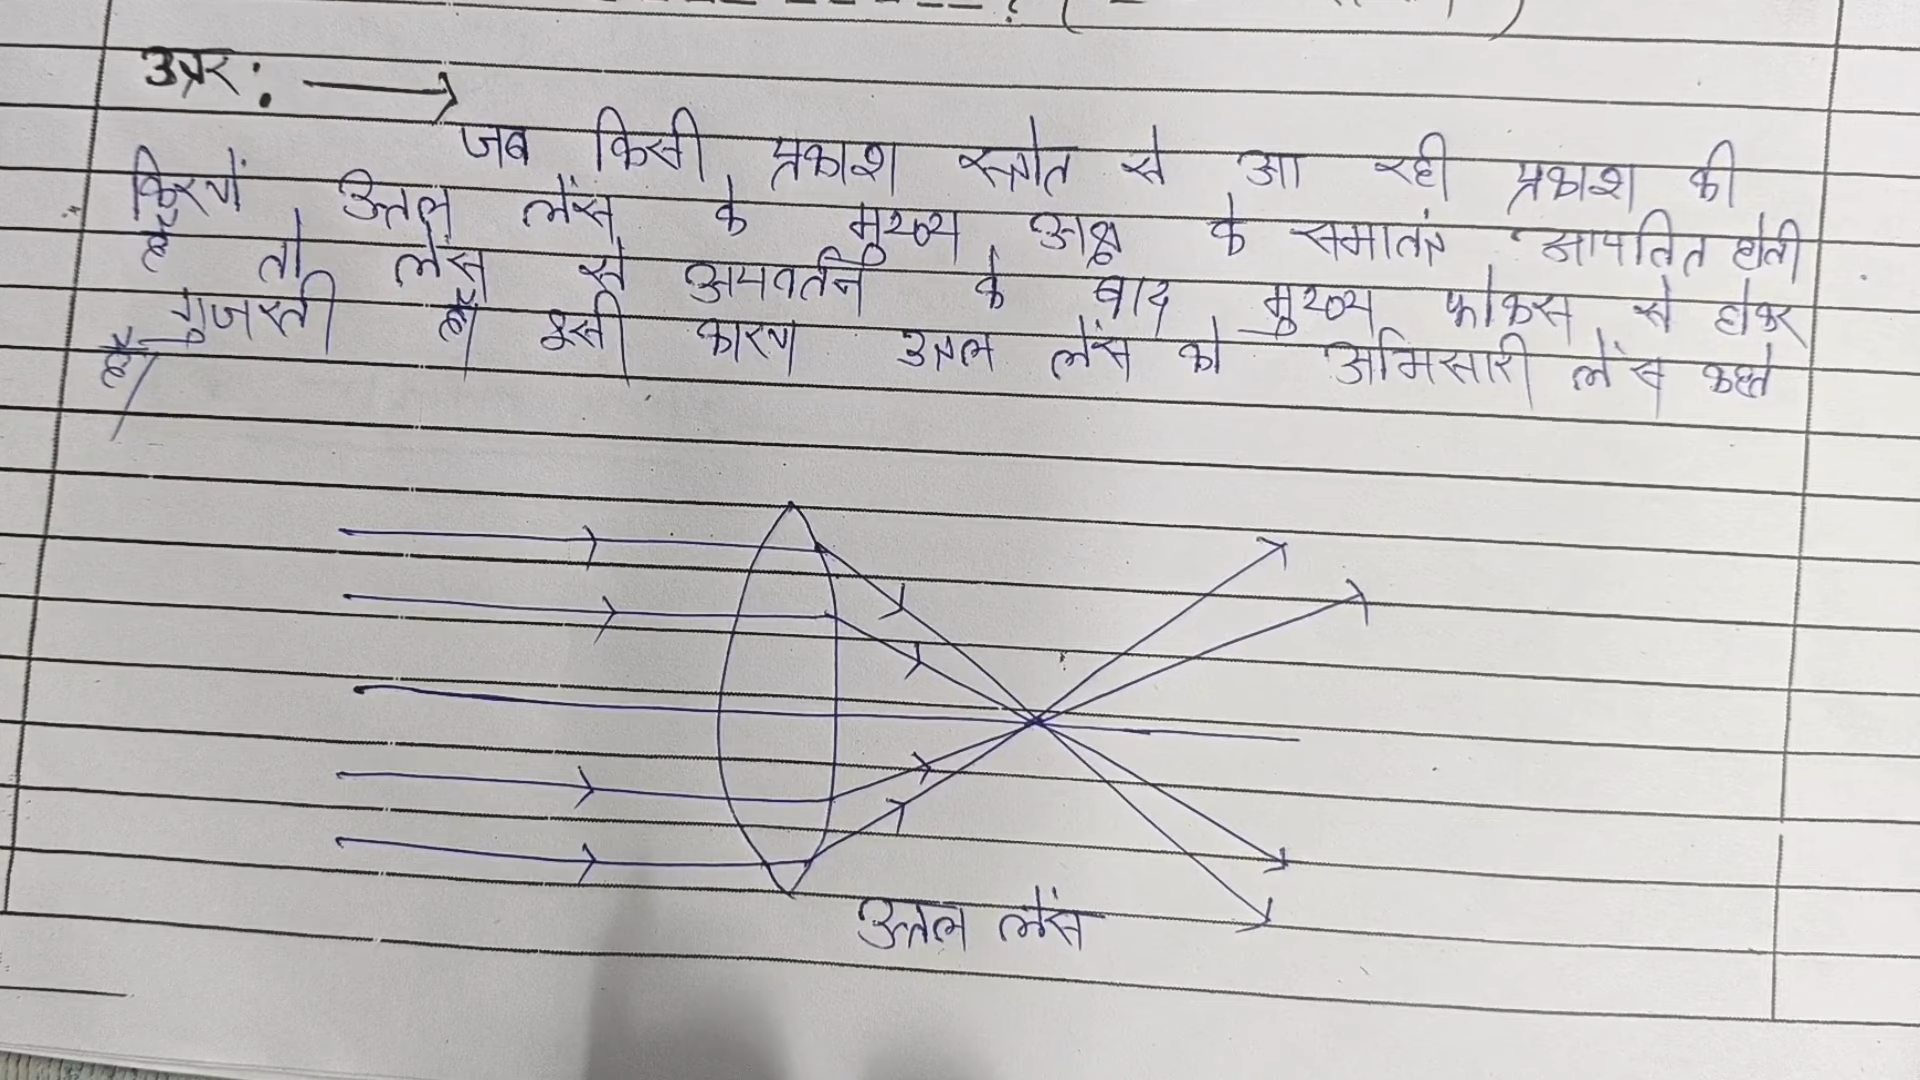 उत्तर: →
जब किसी प्रकाश स्त्रोत से आ रही प्रकाश की
किरणें उत्तल लेंस के मुख्य अक्ष के समातंर आपतित होती
हैं तो लेंस से अपवर्तन के बाद मुख्य फोकस से होकर
गुजरती हैं। इसी कारण उत्तल लेंस को अभिसारी लेंस कहते
हैं।
उत्तल लेंस